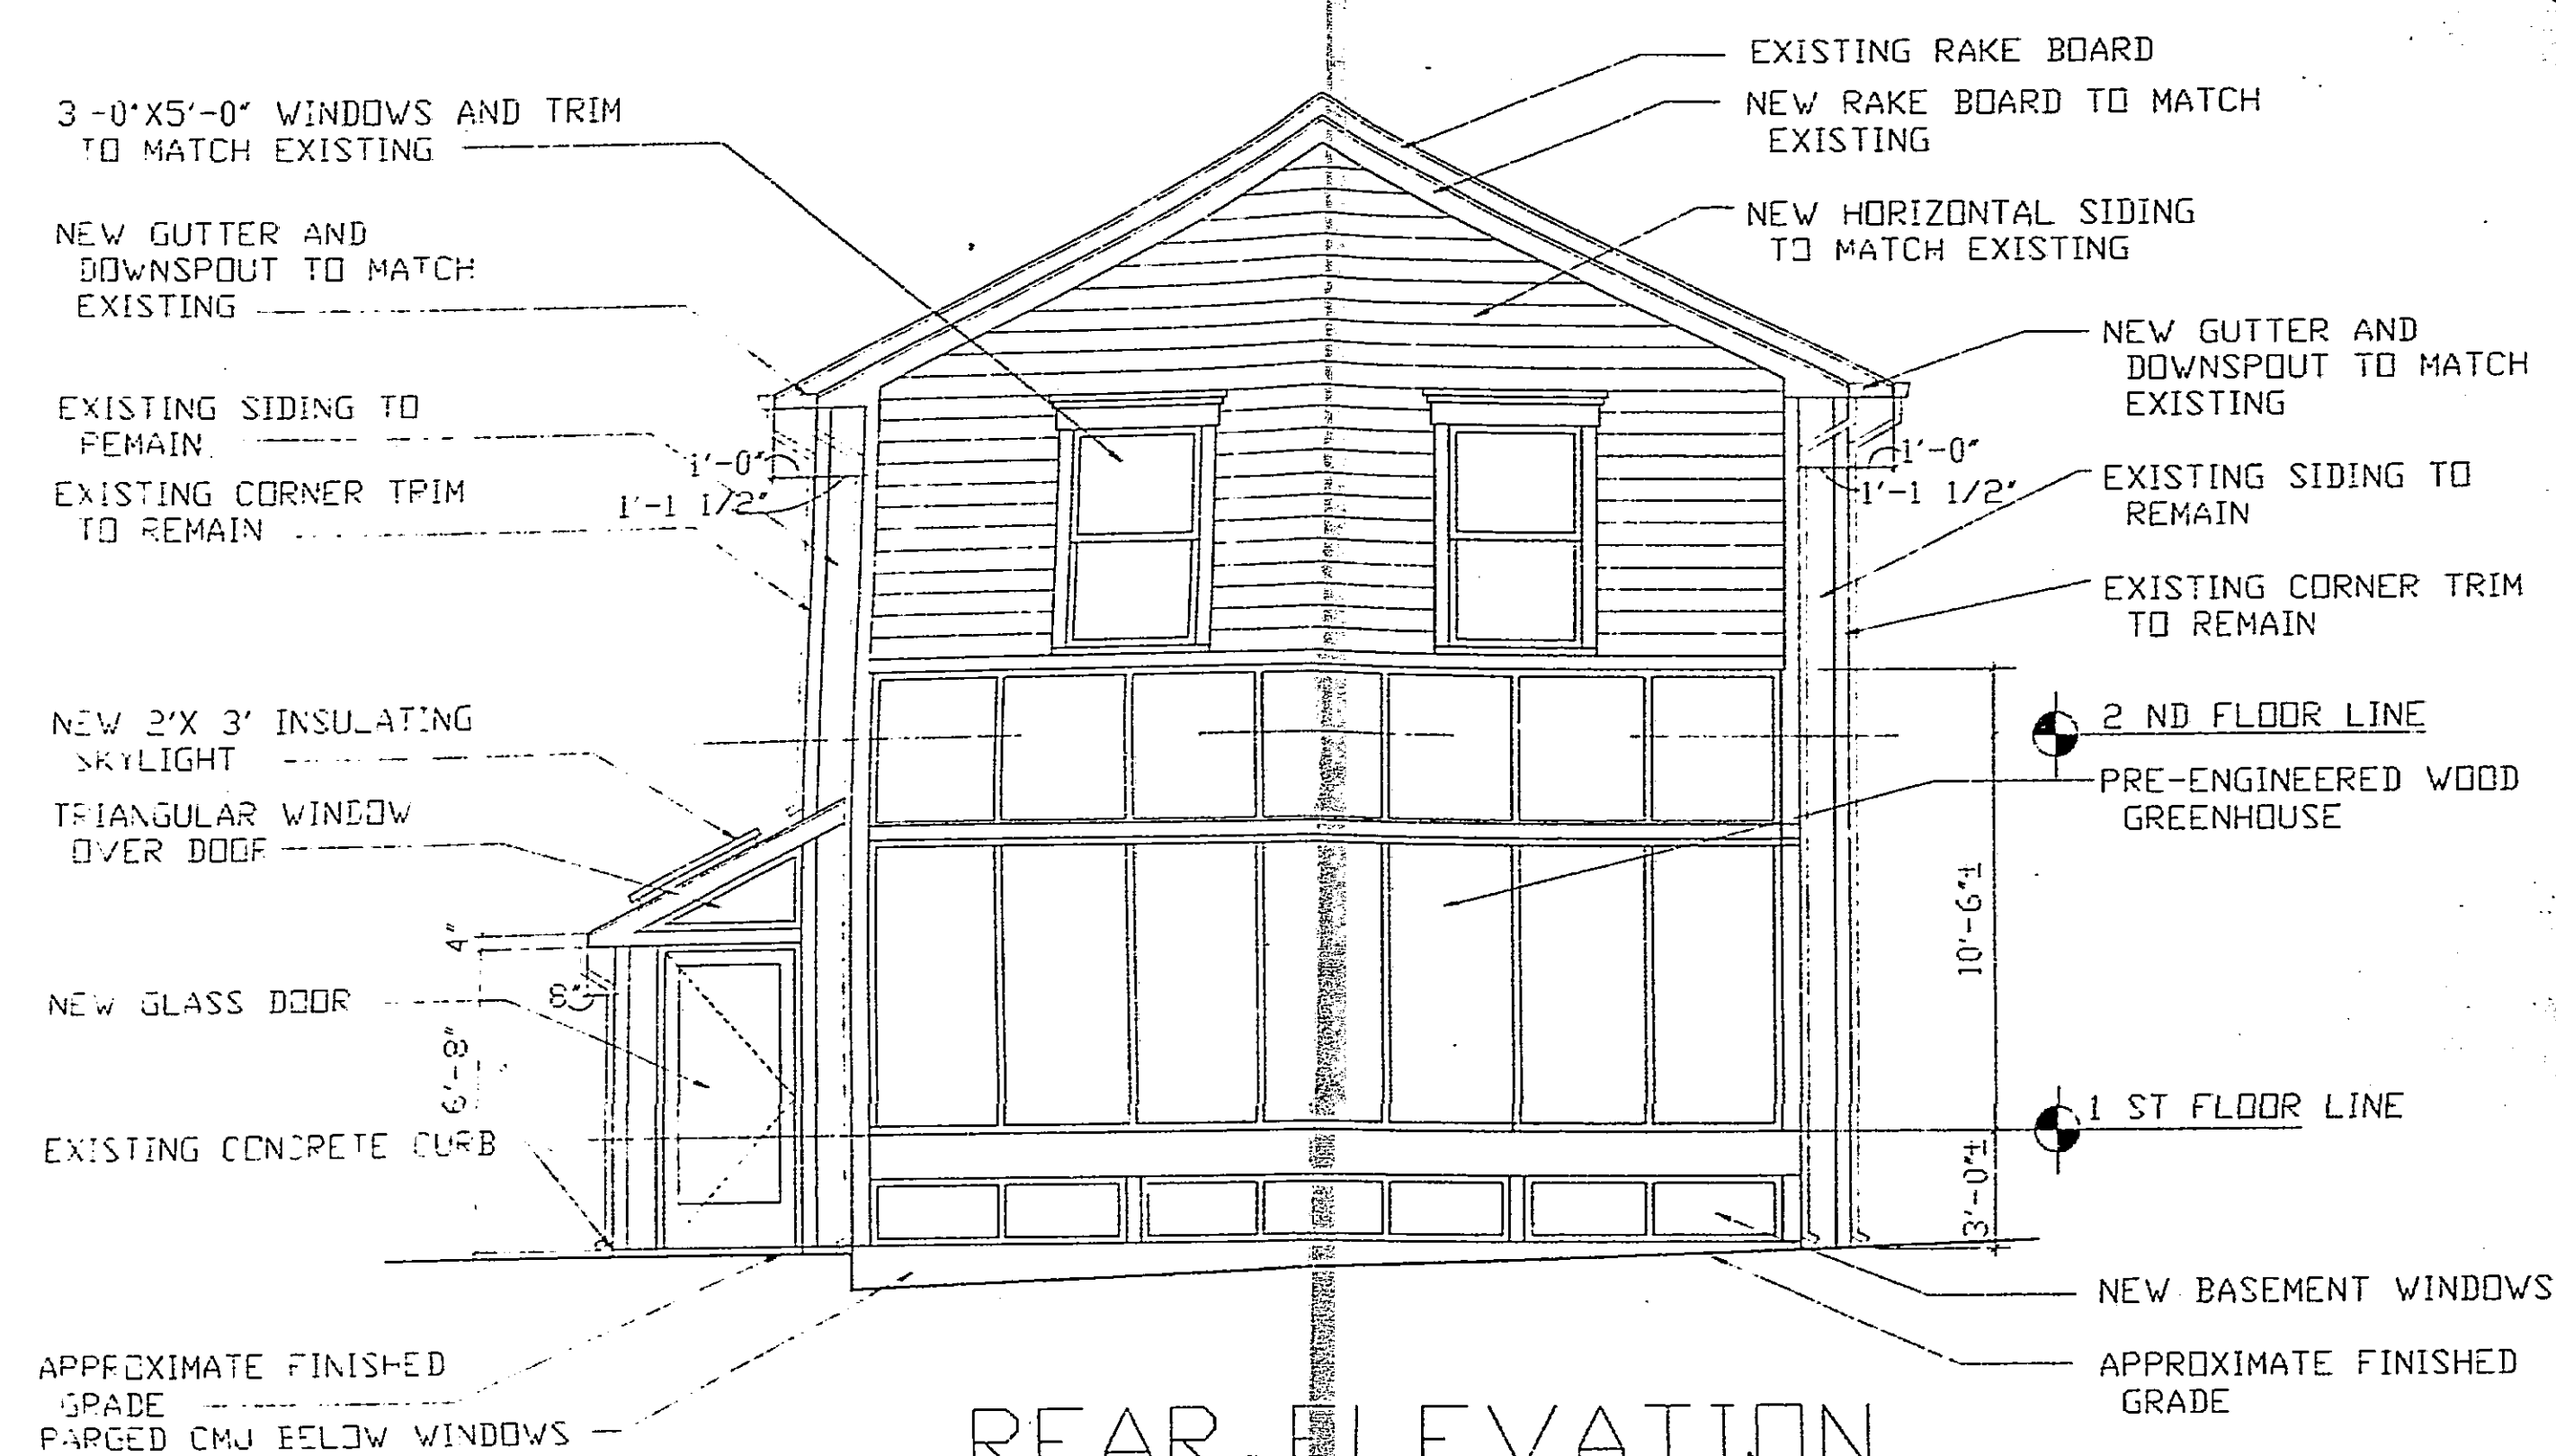 3'-0"X5'-0" WINDOWS AND TRIM
TO MATCH EXISTING
NEW GUTTER AND
DOWNSPOUT TO MATCH
EXISTING
EXISTING SIDING TO
REMAIN
1'-0"
EXISTING CORNER TRIM
TO REMAIN
1'-1 1/2"
NEW 2'X 3' INSULATING
SKYLIGHT
TRIANGULAR WINDOW
OVER DOOR
4"
NEW GLASS DOOR
6'-8"
EXISTING CONCRETE CURB
APPROXIMATE FINISHED
GRADE
PARGED CMU BELOW WINDOWS
EXISTING RAKE BOARD
NEW RAKE BOARD TO MATCH
EXISTING
NEW HORIZONTAL SIDING
TO MATCH EXISTING
NEW GUTTER AND
DOWNSPOUT TO MATCH
EXISTING
1'-0"
1'-1 1/2"
EXISTING SIDING TO
REMAIN
EXISTING CORNER TRIM
TO REMAIN
2 ND FLOOR LINE
PRE-ENGINEERED WOOD
GREENHOUSE
10'-6"±
1 ST FLOOR LINE
3'-0"±
NEW BASEMENT WINDOWS
APPROXIMATE FINISHED
GRADE
REAR ELEVATION